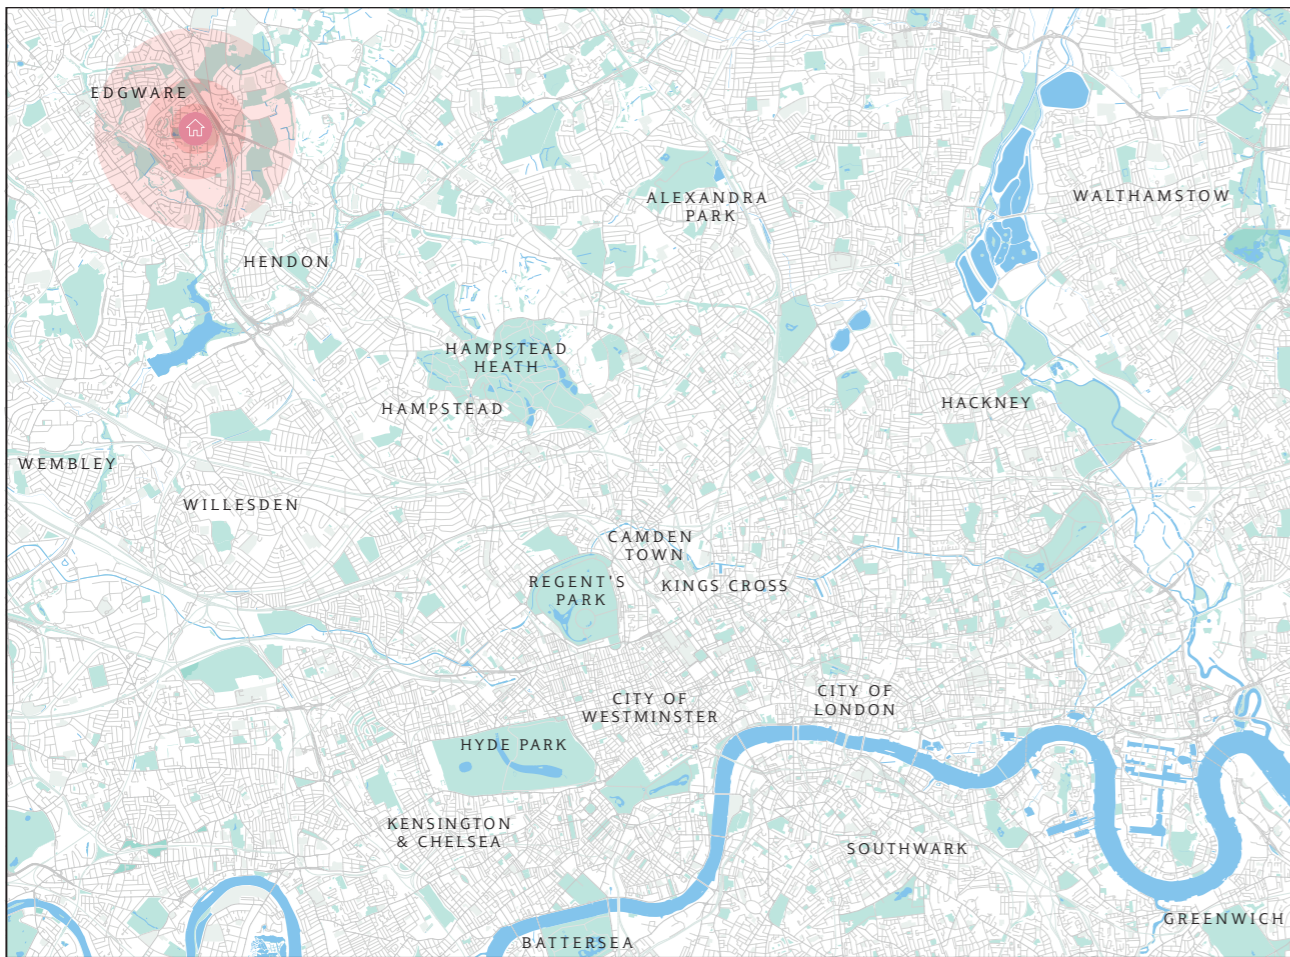 EDGWARE
ALEXANDRA
PARK
WALTHAMSTOW
HENDON
HAMPSTEAD
HEATH
HAMPSTEAD
HACKNEY
WEMBLEY
WILLESDEN
CAMDEN
TOWN
REGENT'S
PARK
KINGS CROSS
CITY OF
WESTMINSTER
CITY OF
LONDON
HYDE PARK
KENSINGTON
& CHELSEA
SOUTHWARK
GREENWICH
BATTERSEA